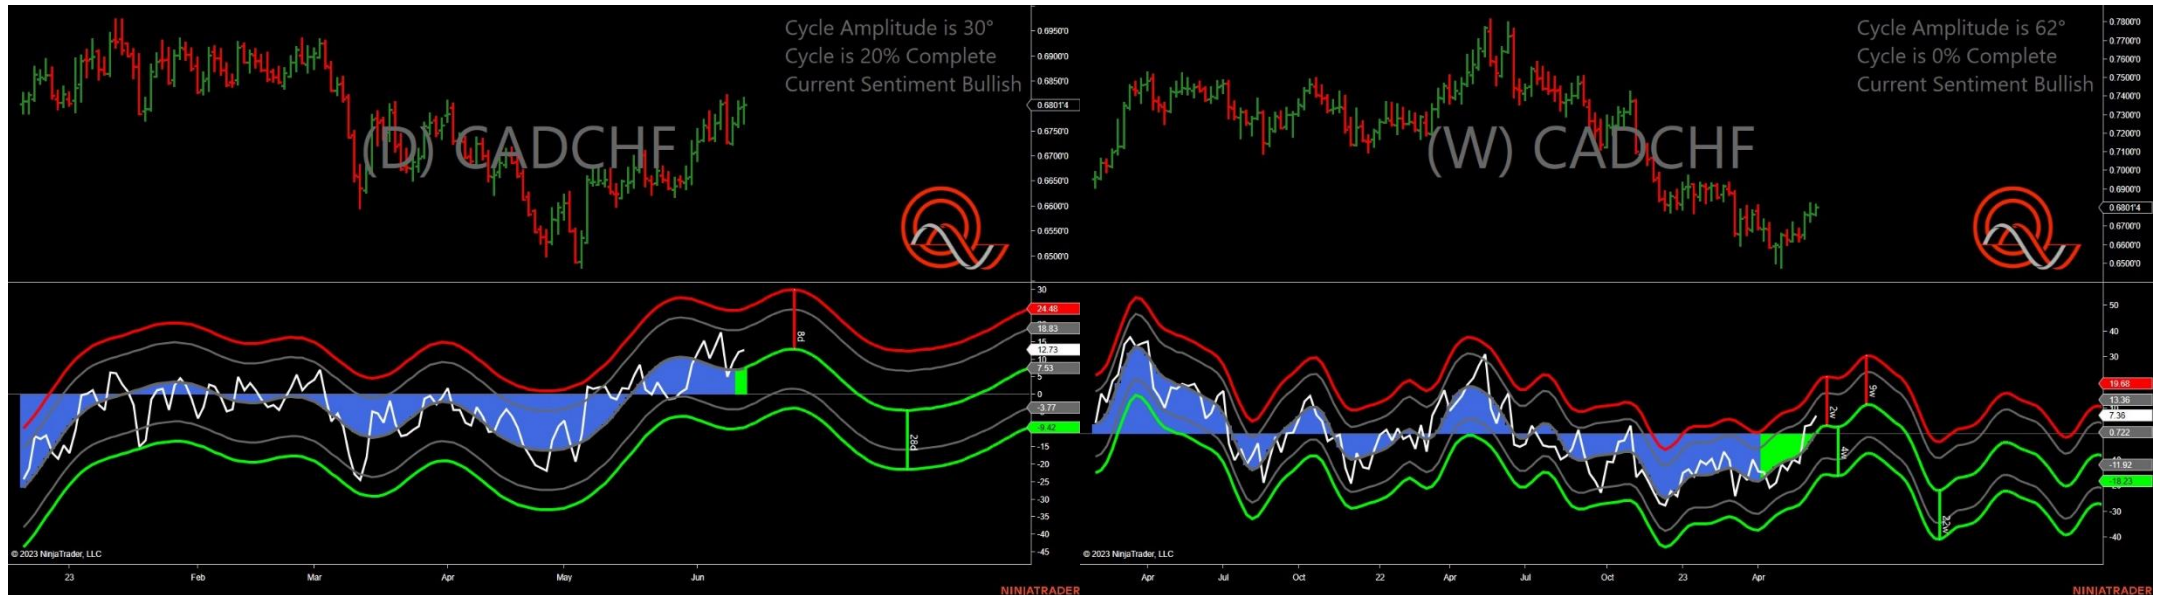 Cycle Amplitude is 30°
Cycle is 20% Complete
Current Sentiment Bullish
(D) CADCHF
0.6950'0
0.6900'0
0.6850'0
0.6801'4
0.6750'0
0.6700'0
0.6650'0
0.6600'0
0.6550'0
0.6500'0
30
24.48
18.83
15
12.73
10
7.53
5
0
-3.77
-9.42
-15
-20
-25
-30
-35
-40
-45
8d
28d
© 2023 NinjaTrader, LLC
23 Feb Mar Apr May Jun
NINJATRADER
Cycle Amplitude is 62°
Cycle is 0% Complete
Current Sentiment Bullish
(W) CADCHF
0.7800'0
0.7700'0
0.7600'0
0.7500'0
0.7400'0
0.7300'0
0.7200'0
0.7100'0
0.7000'0
0.6900'0
0.6801'4
0.6700'0
0.6600'0
0.6500'0
50
40
30
19.68
13.36
7.36
0.722
-11.92
-18.23
-30
-40
2w
9w
4w
22w
© 2023 NinjaTrader, LLC
Apr Jul Oct 22 Apr Jul Oct 23 Apr
NINJATRADER